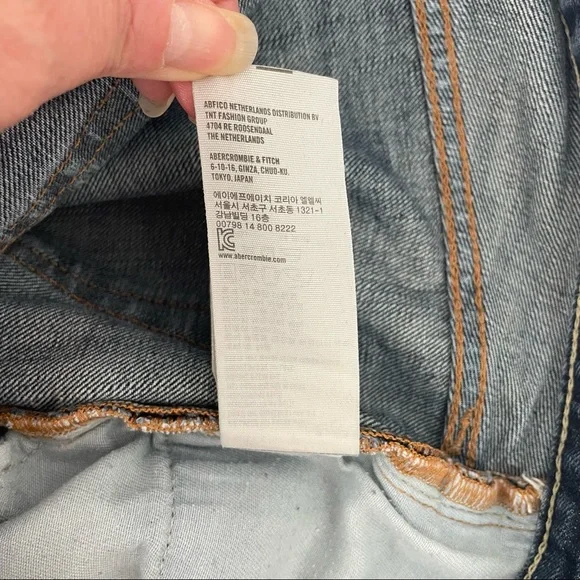 ABFICO NETHERLANDS DISTRIBUTION BV
TNT FASHION GROUP
4704 RE ROOSENDAAL
THE NETHERLANDS
ABERCROMBIE & FITCH
6-10-16, GINZA, CHUO-KU,
TOKYO, JAPAN
에이에프에이치 코리아 엘엘씨
서울시 서초구 서초동 1321-1
강남빌딩 16층
00798 14 800 8222
www.abercrombie.com